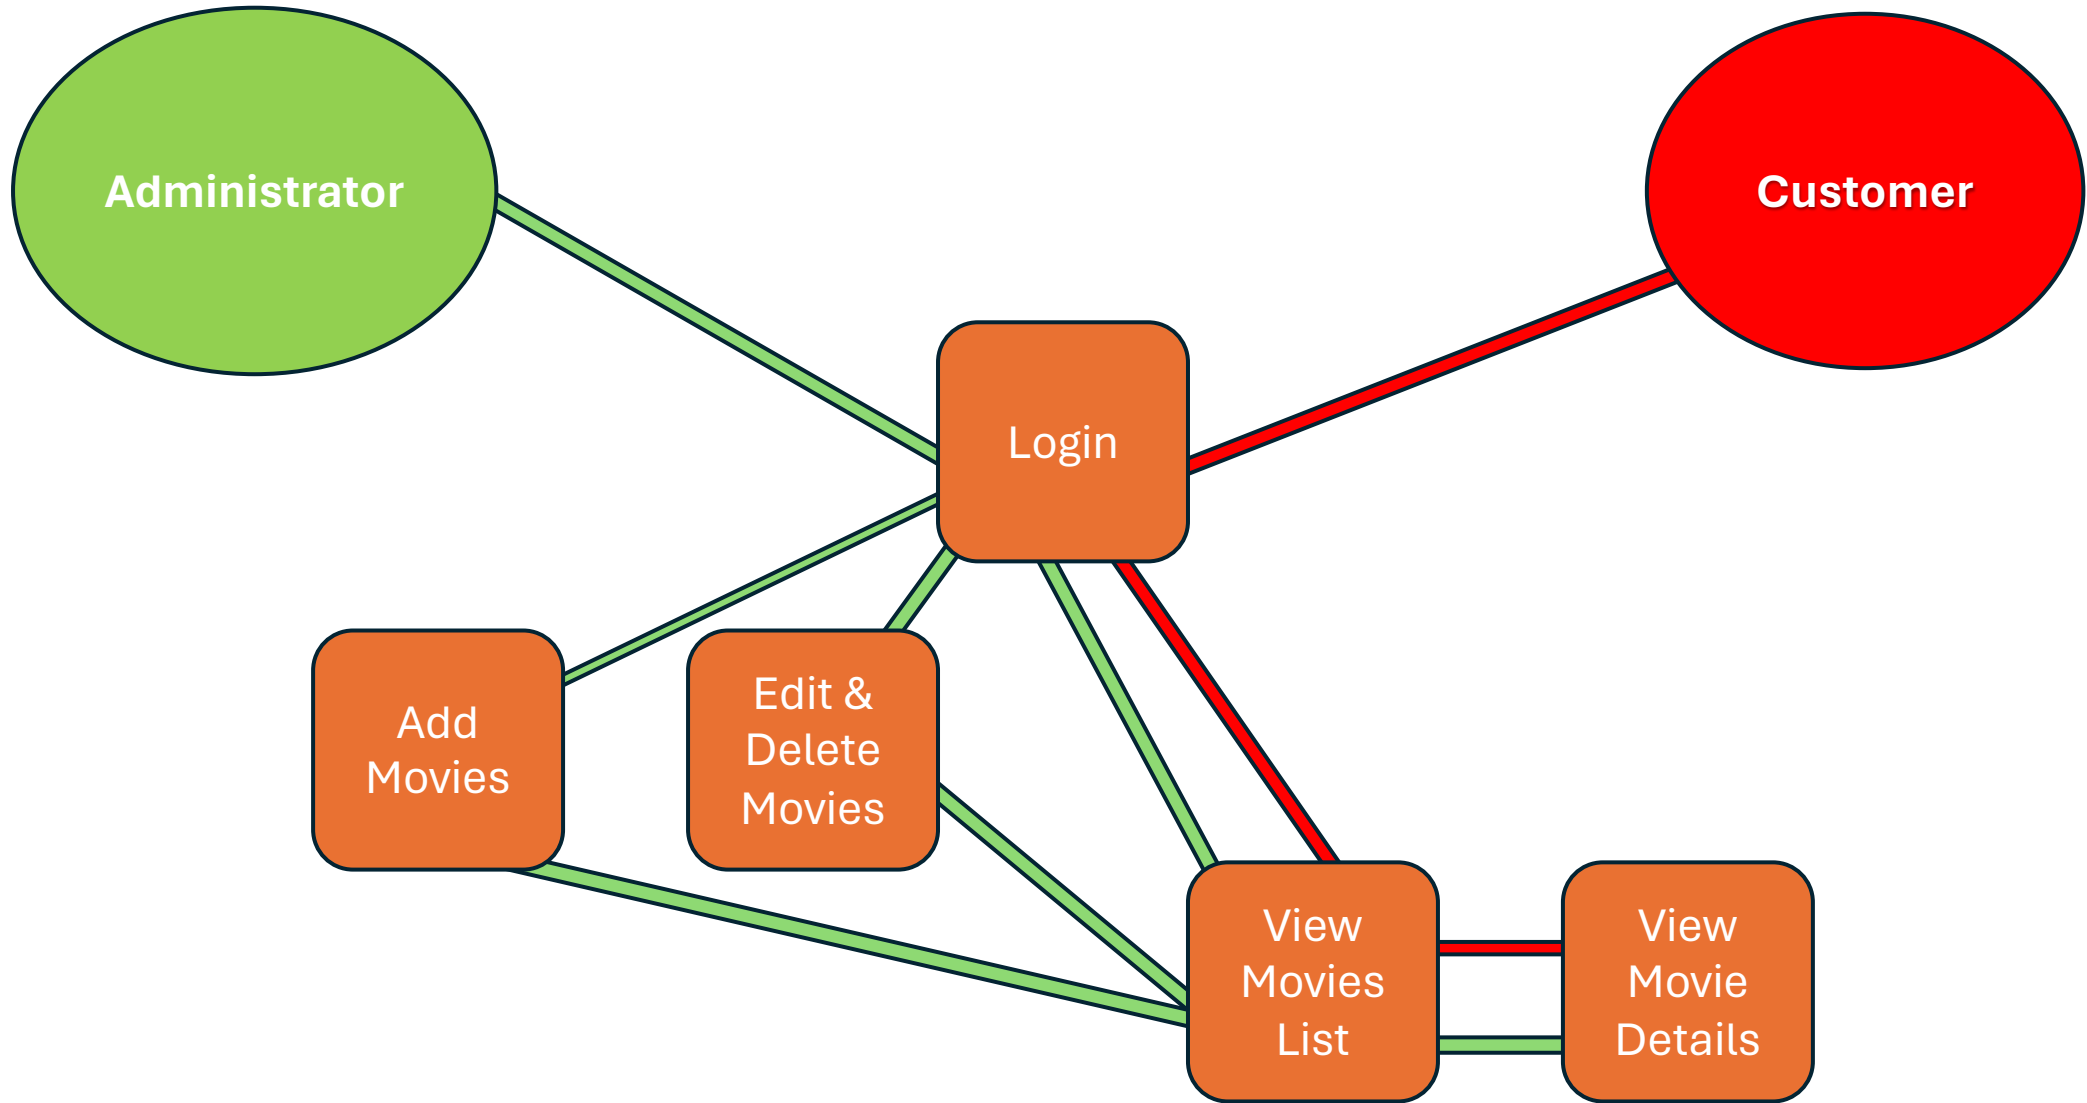 Administrator
Customer
Login
Add
Movies
Edit &
Delete
Movies
View
Movies
List
View
Movie
Details